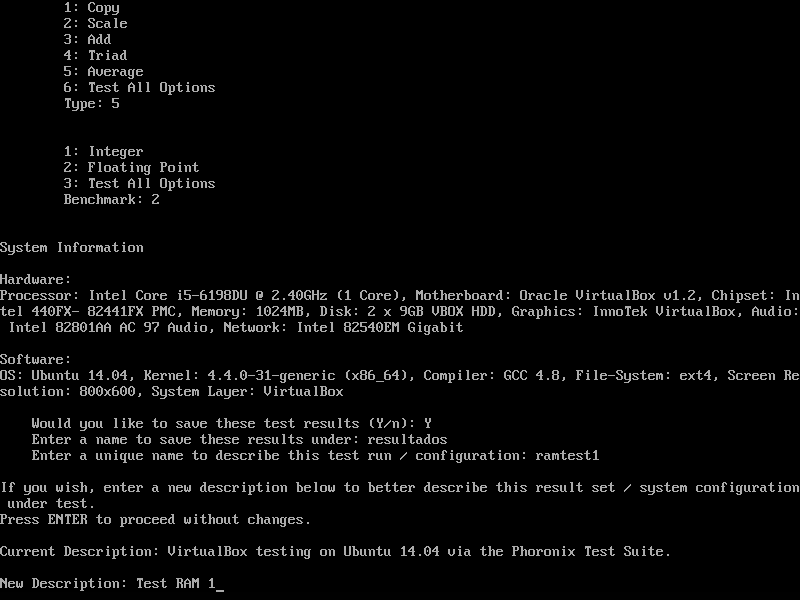 1: Copy
2: Scale
3: Add
4: Triad
5: Average
6: Test All Options
Type: 5
1: Integer
2: Floating Point
3: Test All Options
Benchmark: 2
System Information
Hardware:
Processor: Intel Core i5-6198DU @ 2.40GHz (1 Core), Motherboard: Oracle VirtualBox v1.2, Chipset: In
tel 440FX- 82441FX PMC, Memory: 1024MB, Disk: 2 x 9GB VBOX HDD, Graphics: InnoTek VirtualBox, Audio:
 Intel 82801AA AC 97 Audio, Network: Intel 82540EM Gigabit
Software:
OS: Ubuntu 14.04, Kernel: 4.4.0-31-generic (x86_64), Compiler: GCC 4.8, File-System: ext4, Screen Re
solution: 800x600, System Layer: VirtualBox
Would you like to save these test results (Y/n): Y
Enter a name to save these results under: resultados
Enter a unique name to describe this test run / configuration: ramtest1
If you wish, enter a new description below to better describe this result set / system configuration
 under test.
Press ENTER to proceed without changes.
Current Description: VirtualBox testing on Ubuntu 14.04 via the Phoronix Test Suite.
New Description: Test RAM 1_